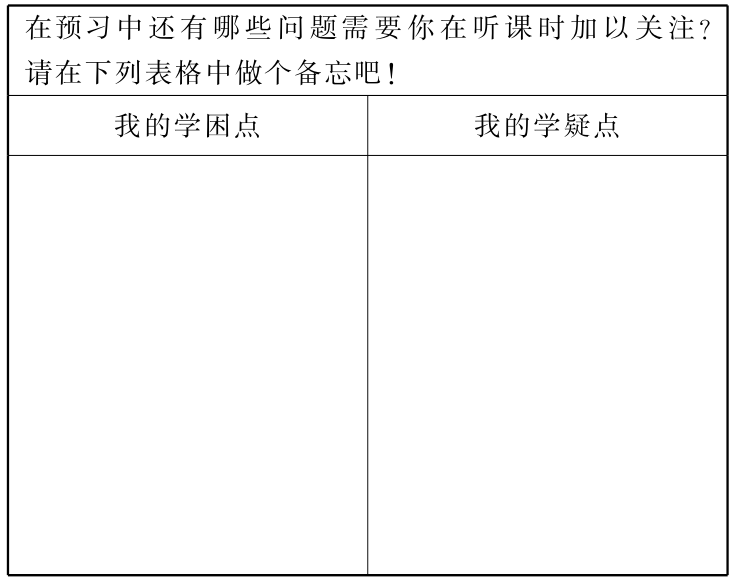 在预习中还有哪些问题需要你在听课时加以关注?
请在下列表格中做个备忘吧!
我的学困点
我的学疑点